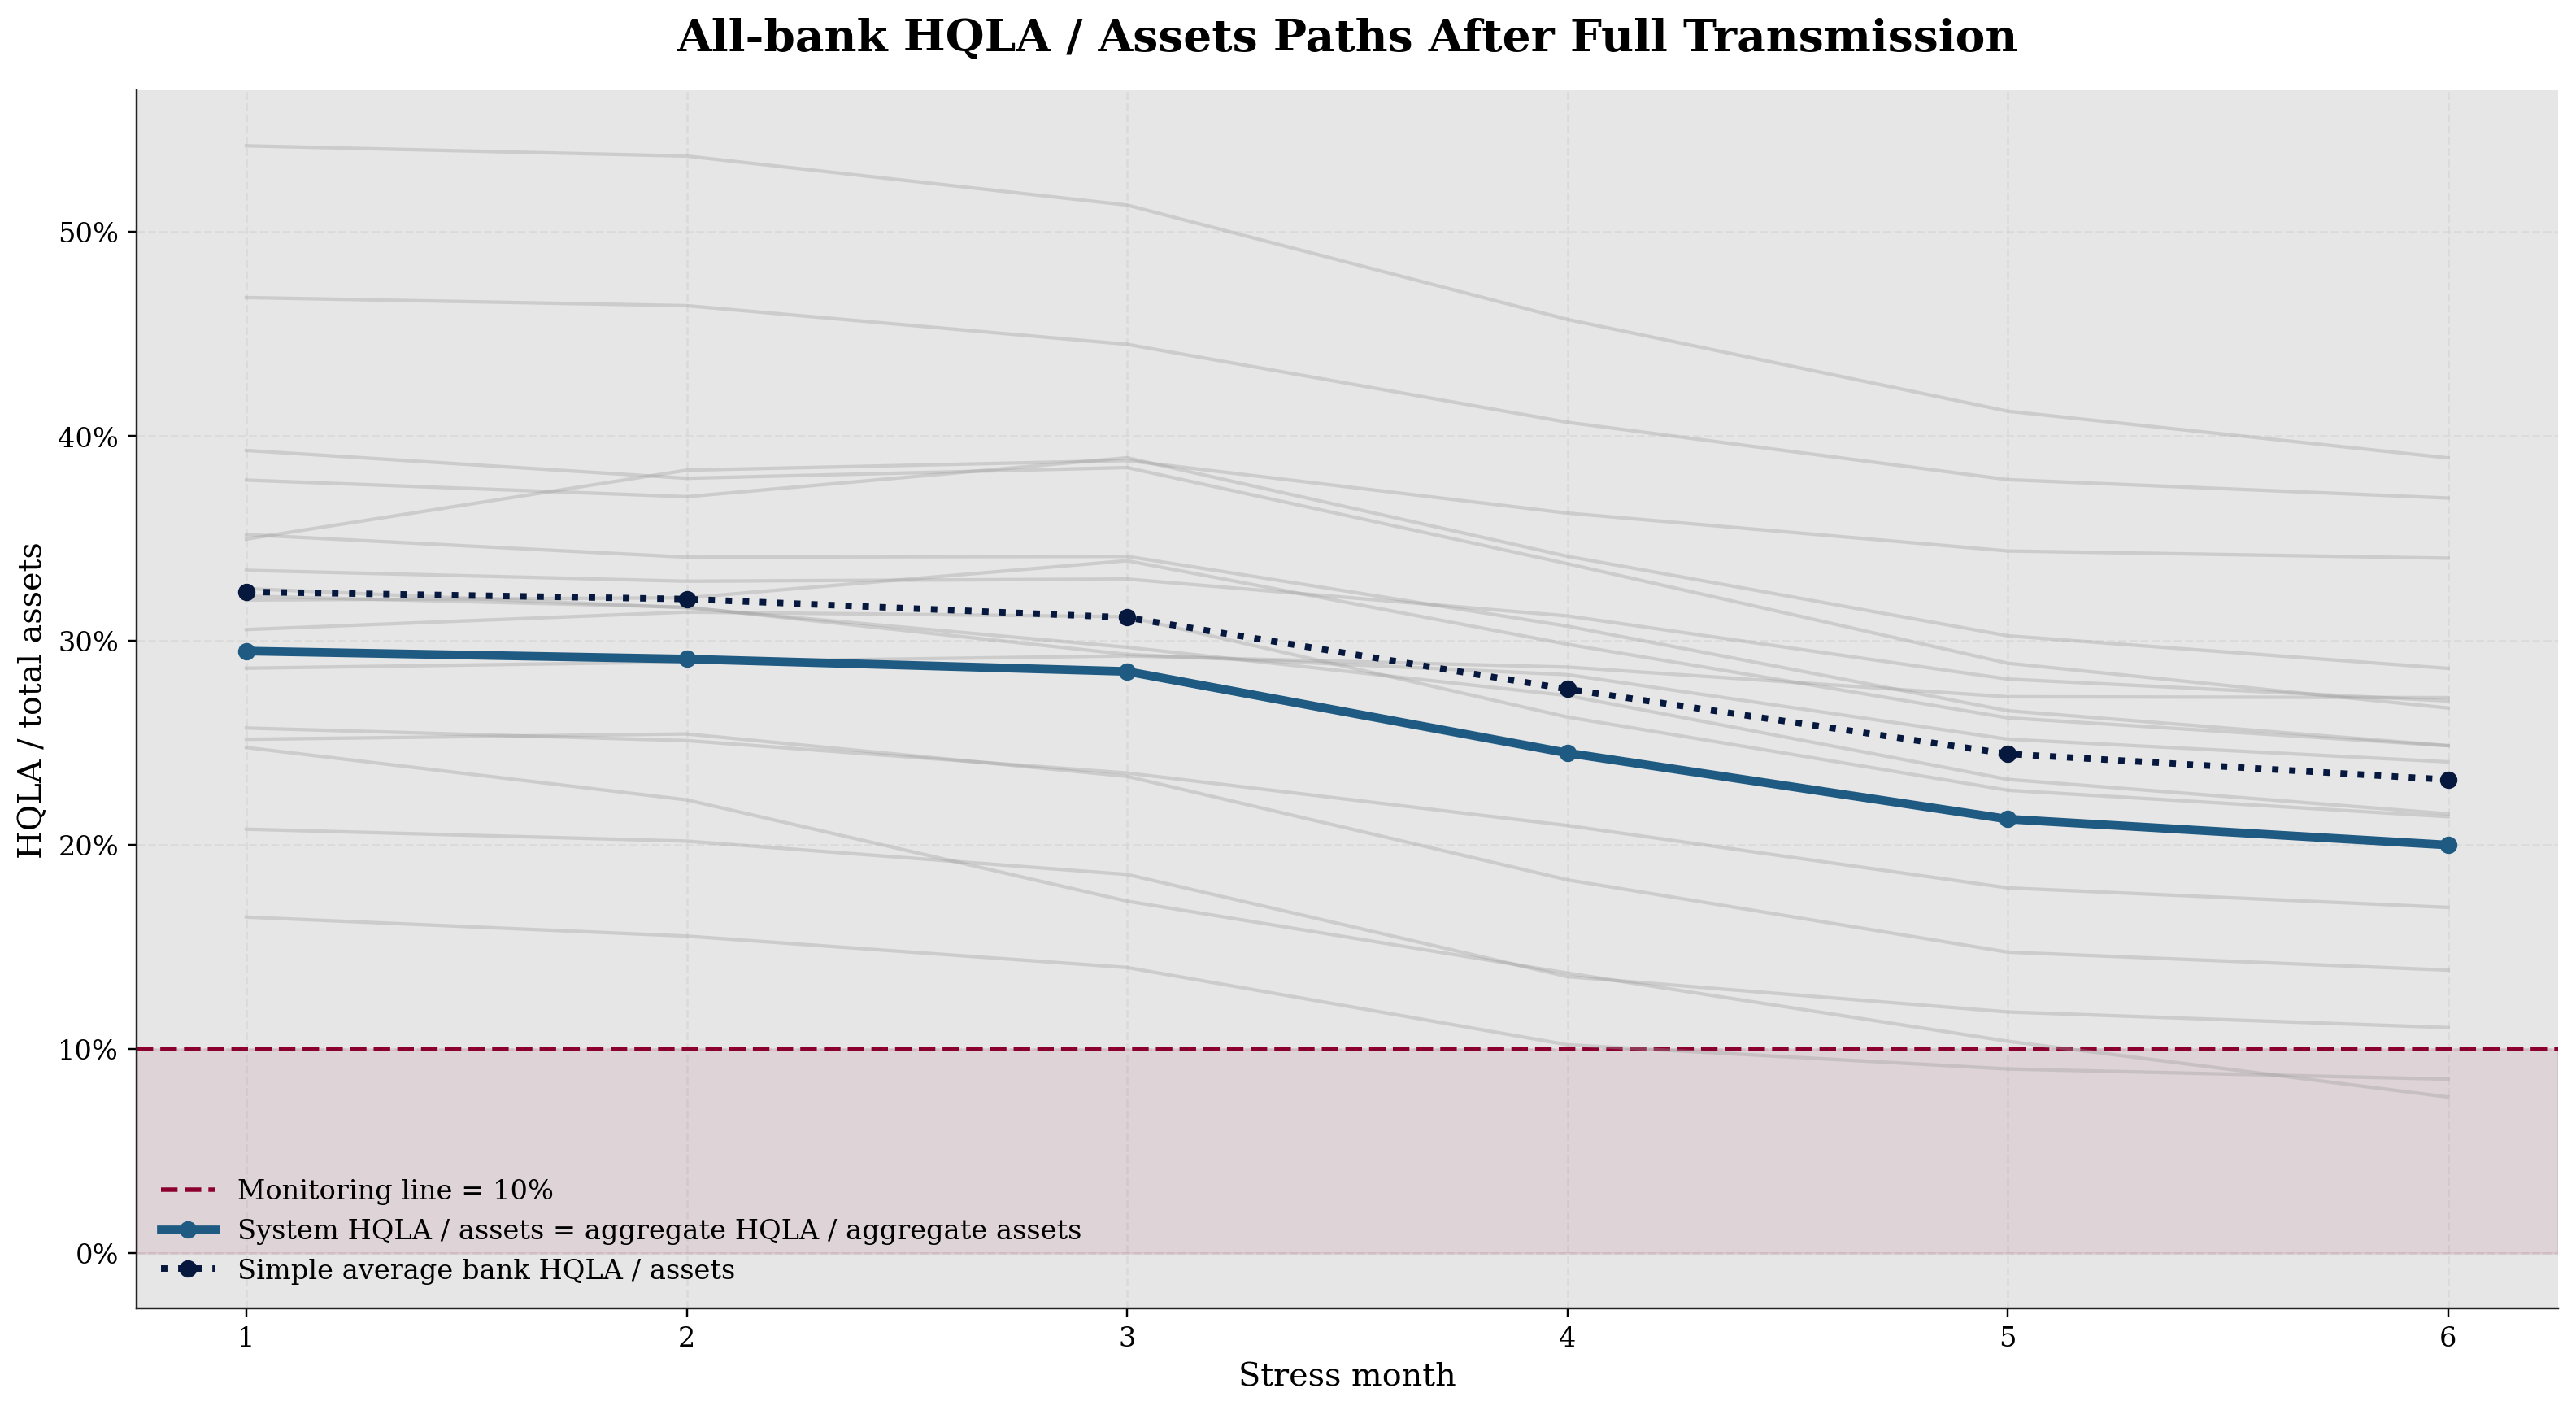 All-bank HQLA / Assets Paths After Full Transmission
HQLA / total assets
50%
40%
30%
20%
10%
0%
Monitoring line = 10%
System HQLA / assets = aggregate HQLA / aggregate assets
Simple average bank HQLA / assets
1 2 3 4 5 6
Stress month